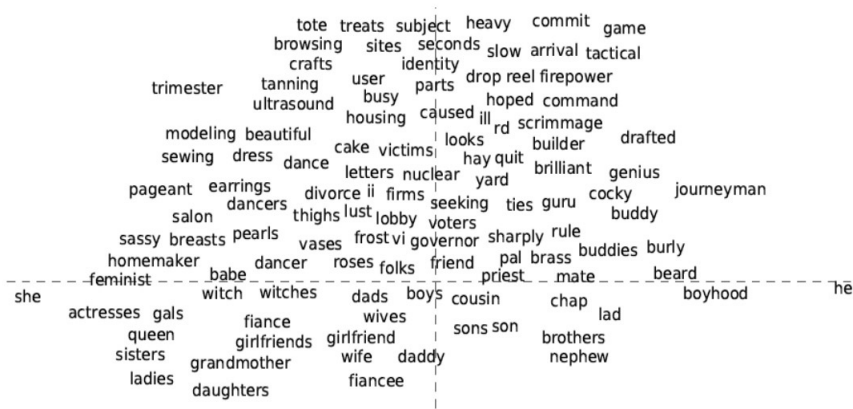 tote treats subject heavy commit game
browsing sites seconds slow arrival tactical
crafts identity
trimester tanning user parts drop reel firepower
ultrasound busy hoped command
housing caused ill rd scrimmage
modeling beautiful looks builder drafted
sewing dress dance cake victims hay quit brilliant genius
letters nuclear yard
pageant earrings divorce ii firms seeking ties guru cocky journeyman
salon dancers thighs lust lobby voters buddy
sassy breasts pearls vases frost vi governor sharply rule
homemaker dancer roses folks friend pal brass buddies burly
feminist babe priest mate beard
she witch witches dads boys cousin chap boyhood he
actresses gals fiance wives sons son lad
queen girlfriends girlfriend brothers
sisters grandmother wife daddy nephew
ladies daughters fiancee